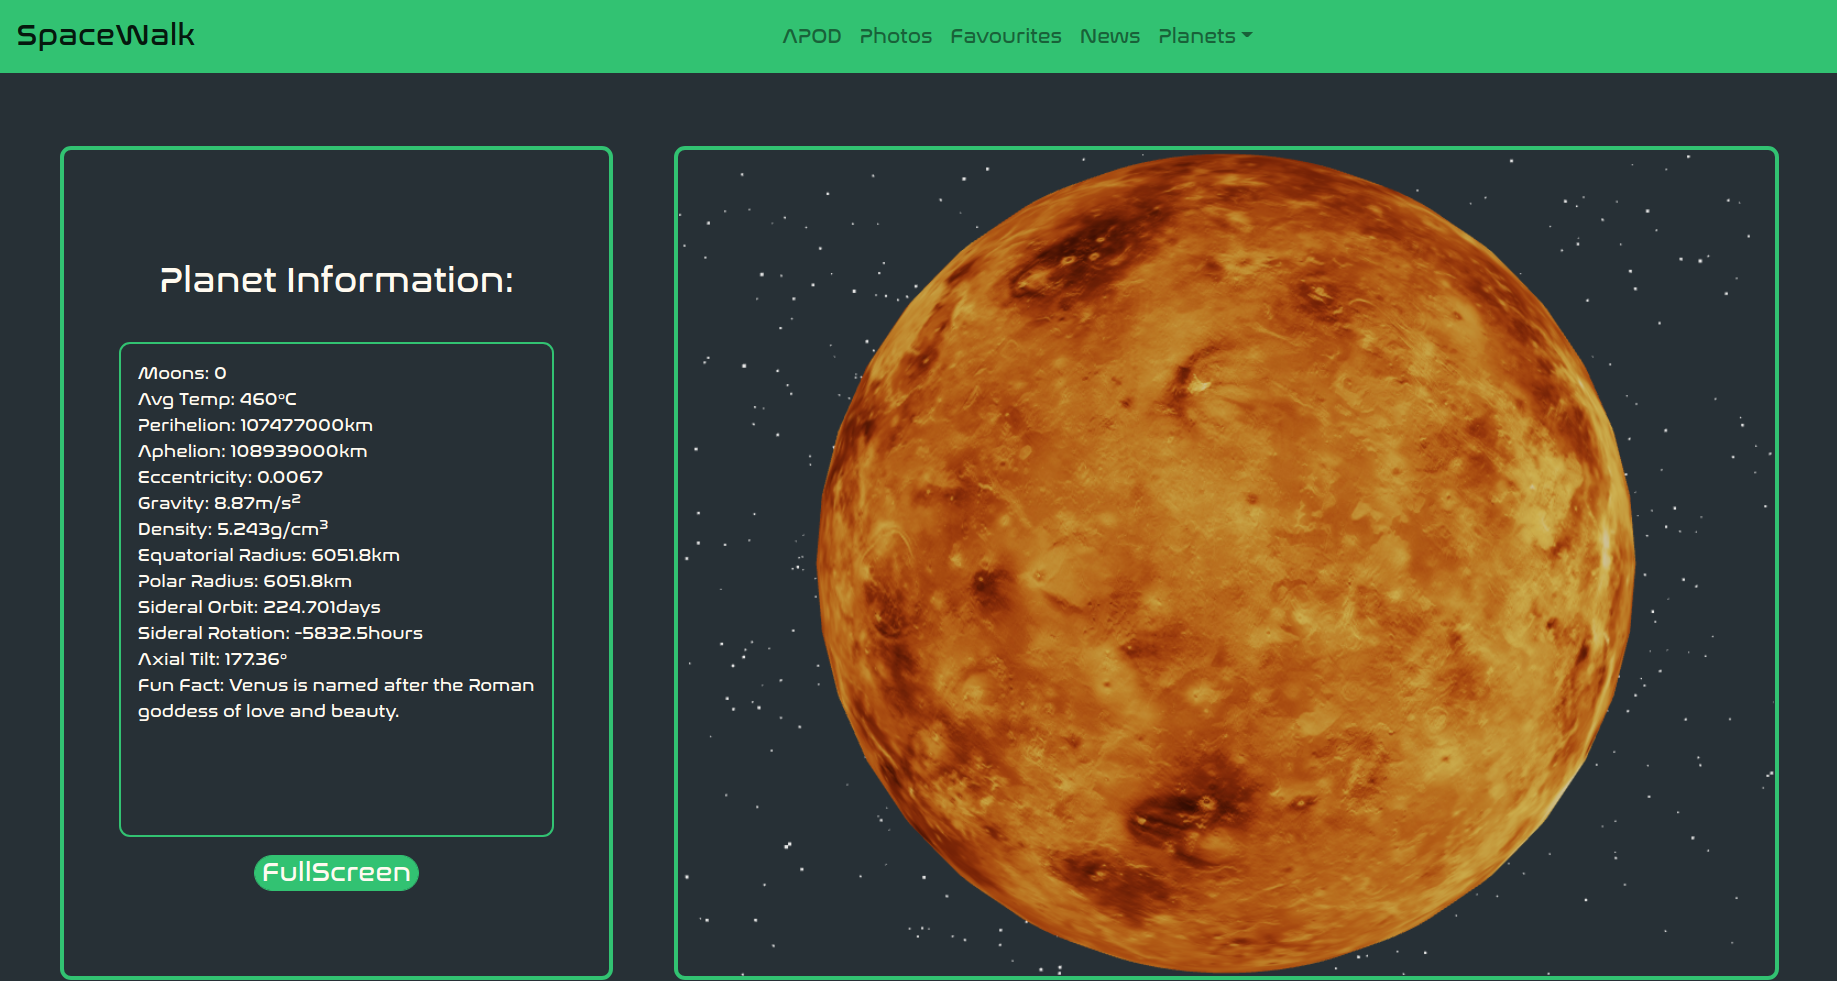 SpaceWalk
APOD Photos Favourites News Planets
Planet Information:
Moons: 0
Avg Temp: 460°C
Perihelion: 107477000km
Aphelion: 108939000km
Eccentricity: 0.0067
Gravity: 8.87m/s²
Density: 5.243g/cm³
Equatorial Radius: 6051.8km
Polar Radius: 6051.8km
Sideral Orbit: 224.701days
Sideral Rotation: -5832.5hours
Axial Tilt: 177.36°
Fun Fact: Venus is named after the Roman
goddess of love and beauty.
FullScreen